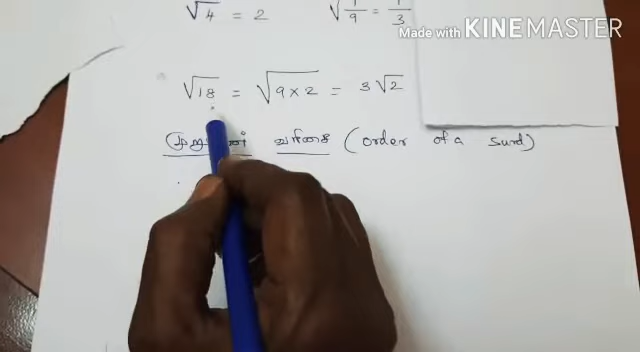 √4 = 2 √1/9 = 1/3
Made with KINEMASTER
√18 = √9×2 = 3√2
வரிசை (order of a surd)